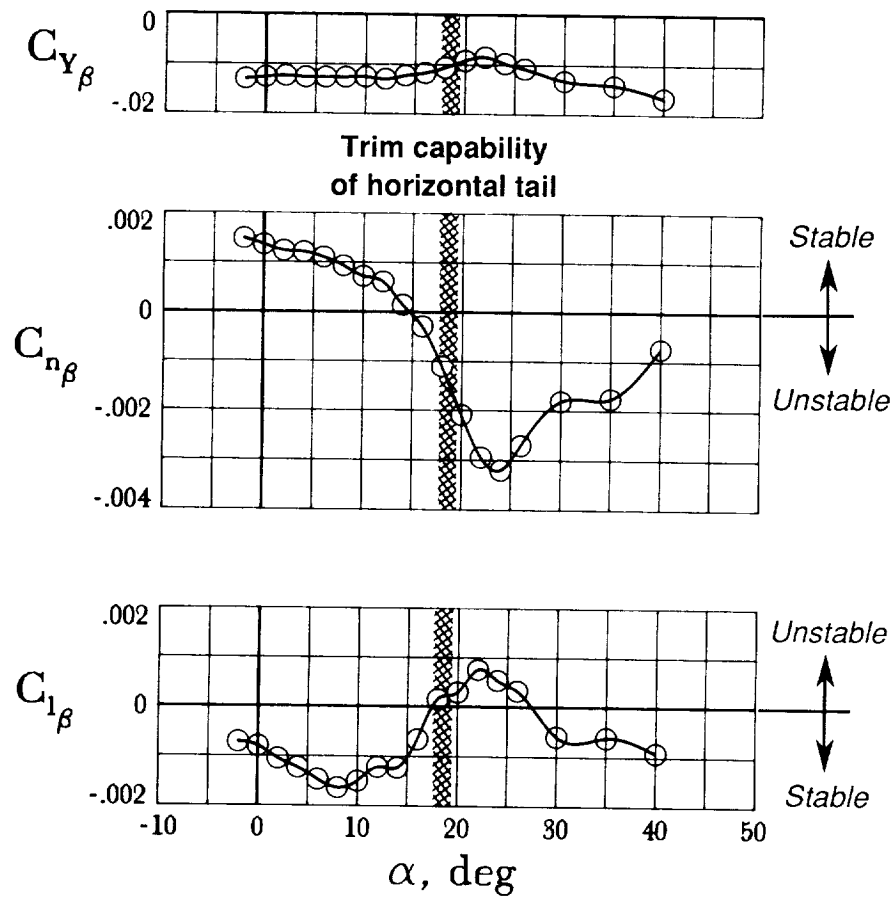 0
C_Yβ
-.02
Trim capability
of horizontal tail
.002
Stable
0
C_nβ
-.002
Unstable
-.004
.002
Unstable
0
C_lβ
-.002
Stable
-10 0 10 20 30 40 50
α, deg